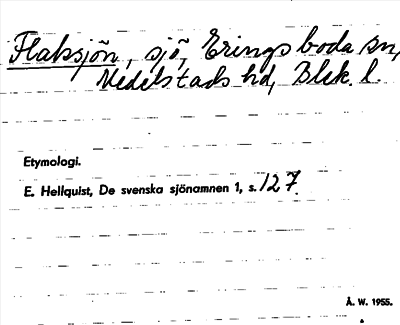 Flaksjön, sjö, Eringsboda sn,
Medelstads hd, Blek. l.
Etymologi.
E. Hellquist, De svenska sjönamnen 1, s. 127.
Å. W. 1955.